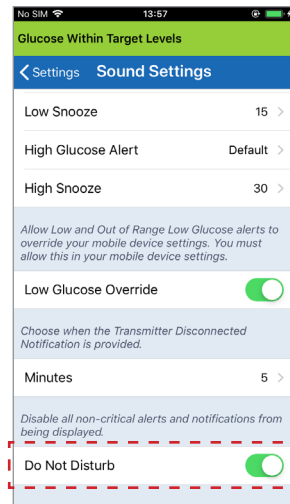 No SIM 13:57
Glucose Within Target Levels
Settings Sound Settings
Low Snooze 15
High Glucose Alert Default
High Snooze 30
Allow Low and Out of Range Low Glucose alerts to
override your mobile device settings. You must
allow this in your mobile device settings.
Low Glucose Override
Choose when the Transmitter Disconnected
Notification is provided.
Minutes 5
Disable all non-critical alerts and notifications from
being displayed.
Do Not Disturb